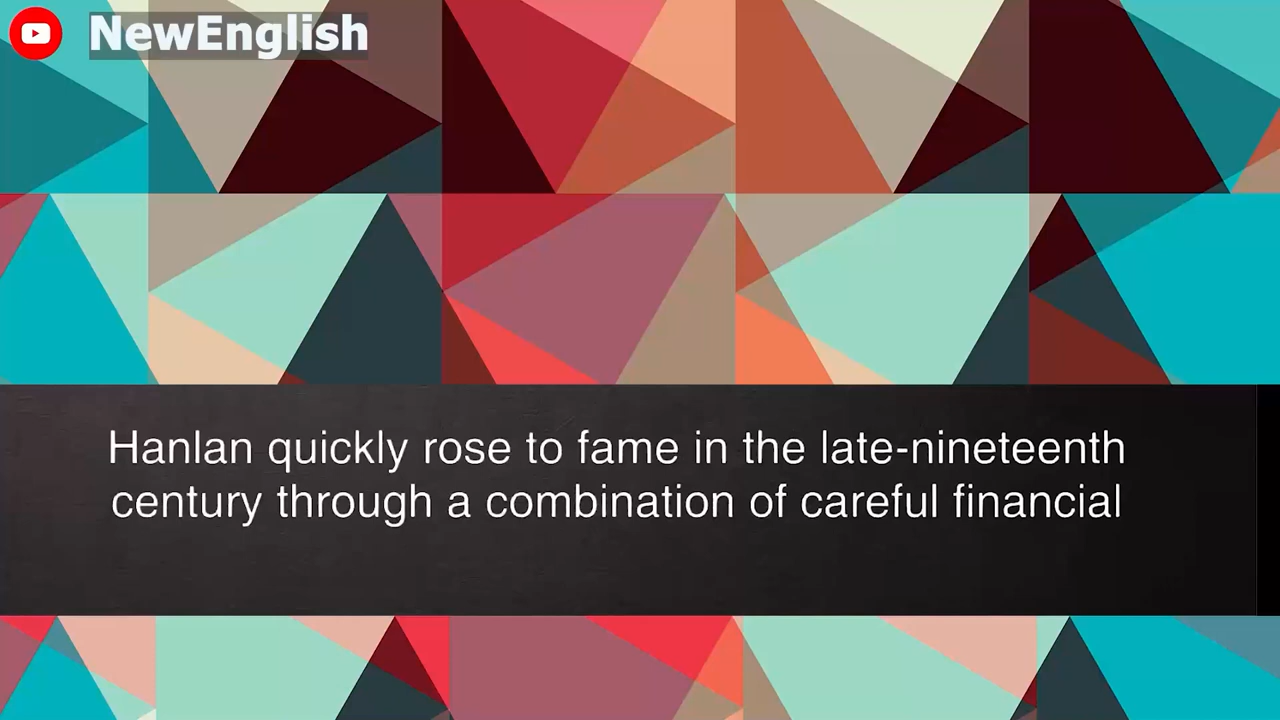 NewEnglish
Hanlan quickly rose to fame in the late-nineteenth
century through a combination of careful financial